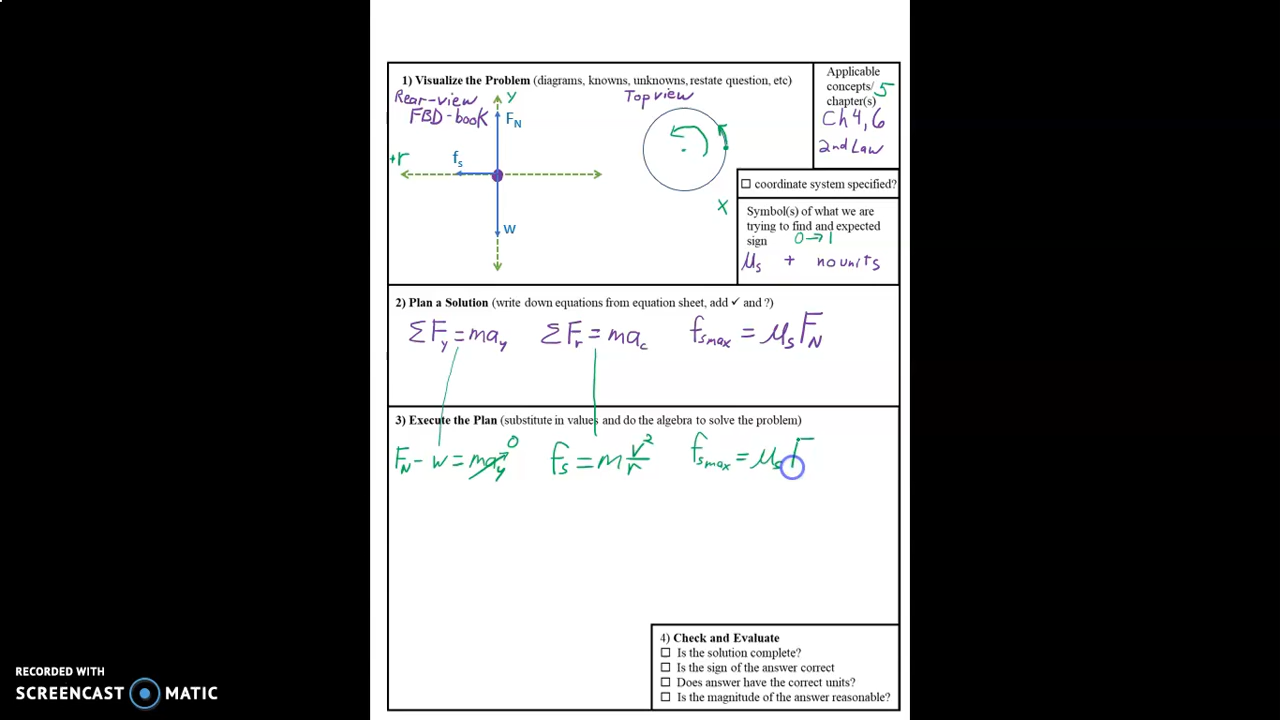 1) Visualize the Problem (diagrams, knowns, unknowns, restate question, etc)
Rear-view
FBD-book
y
F_N
+r
f_s
W
Top view
x
Applicable
concepts/ 5
chapter(s)
Ch 4, 6
2nd Law
☐ coordinate system specified?
Symbol(s) of what we are
trying to find and expected
sign 0→1
μ_s + no units
2) Plan a Solution (write down equations from equation sheet, add ✓ and ?)
ΣF_y = ma_y ΣF_r = ma_c f_s max = μ_s F_N
3) Execute the Plan (substitute in values and do the algebra to solve the problem)
F_N - W = ma_y 0 f_s = m v²/r f_s max = μ_s F
4) Check and Evaluate
☐ Is the solution complete?
☐ Is the sign of the answer correct
☐ Does answer have the correct units?
☐ Is the magnitude of the answer reasonable?
RECORDED WITH
SCREENCAST MATIC